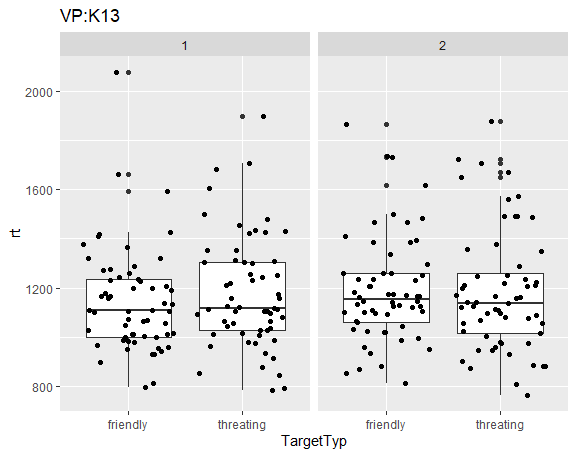 VP:K13
1 2
2000
1600
1200
800
rt
friendly threating friendly threating
TargetTyp